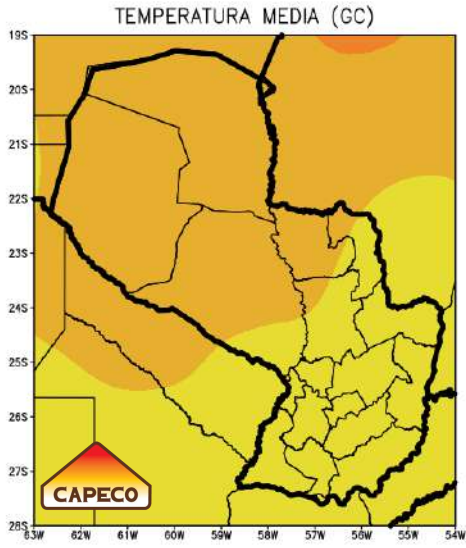 TEMPERATURA MEDIA (GC)
19S
20S
21S
22S
23S
24S
25S
26S
27S
28S
CAPECO
63W 62W 61W 60W 59W 58W 57W 56W 55W 54W